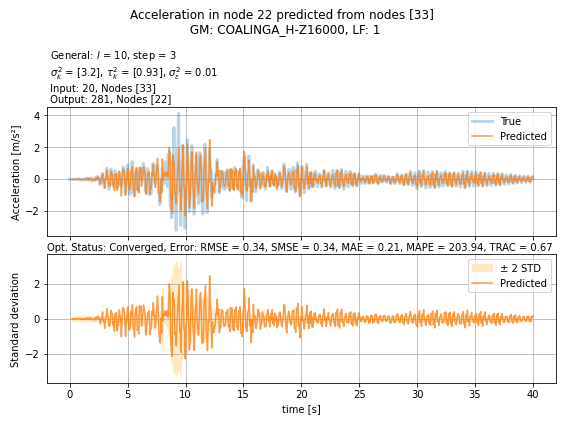 Acceleration in node 22 predicted from nodes [33]
GM: COALINGA_H-Z16000, LF: 1
General: l = 10, step = 3
σ_k^2 = [3.2], τ_k^2 = [0.93], σ_ε^2 = 0.01
Input: 20, Nodes [33]
Output: 281, Nodes [22]
Acceleration [m/s²]
4
2
0
−2
True
Predicted
Opt. Status: Converged, Error: RMSE = 0.34, SMSE = 0.34, MAE = 0.21, MAPE = 203.94, TRAC = 0.67
Standard deviation
2
0
−2
± 2 STD
Predicted
0 5 10 15 20 25 30 35 40
time [s]